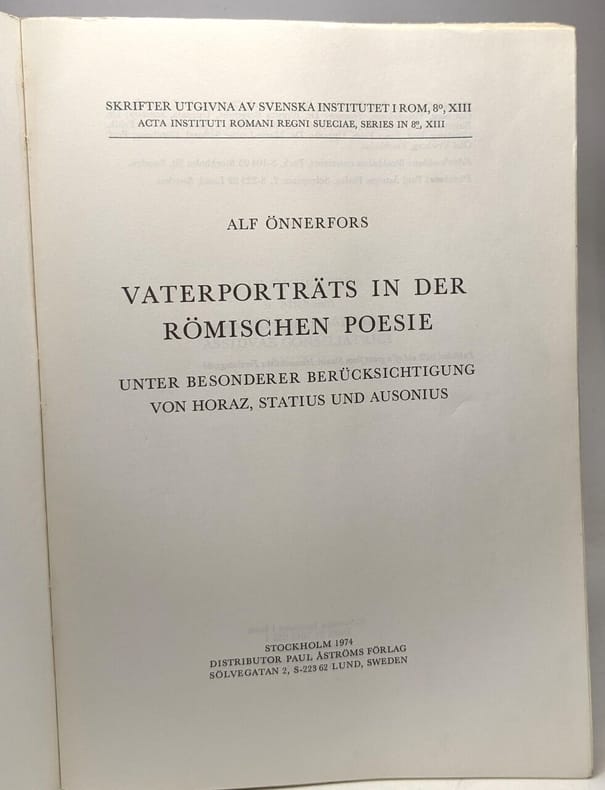 SKRIFTER UTGIVNA AV SVENSKA INSTITUTET I ROM, 8º, XIII
ACTA INSTITUTI ROMANI REGNI SUECIAE, SERIES IN 8º, XIII
ALF ÖNNERFORS
VATERPORTRÄTS IN DER
RÖMISCHEN POESIE
UNTER BESONDERER BERÜCKSICHTIGUNG
VON HORAZ, STATIUS UND AUSONIUS
STOCKHOLM 1974
DISTRIBUTOR PAUL ÅSTRÖMS FÖRLAG
SÖLVEGATAN 2, S-223 62 LUND, SWEDEN